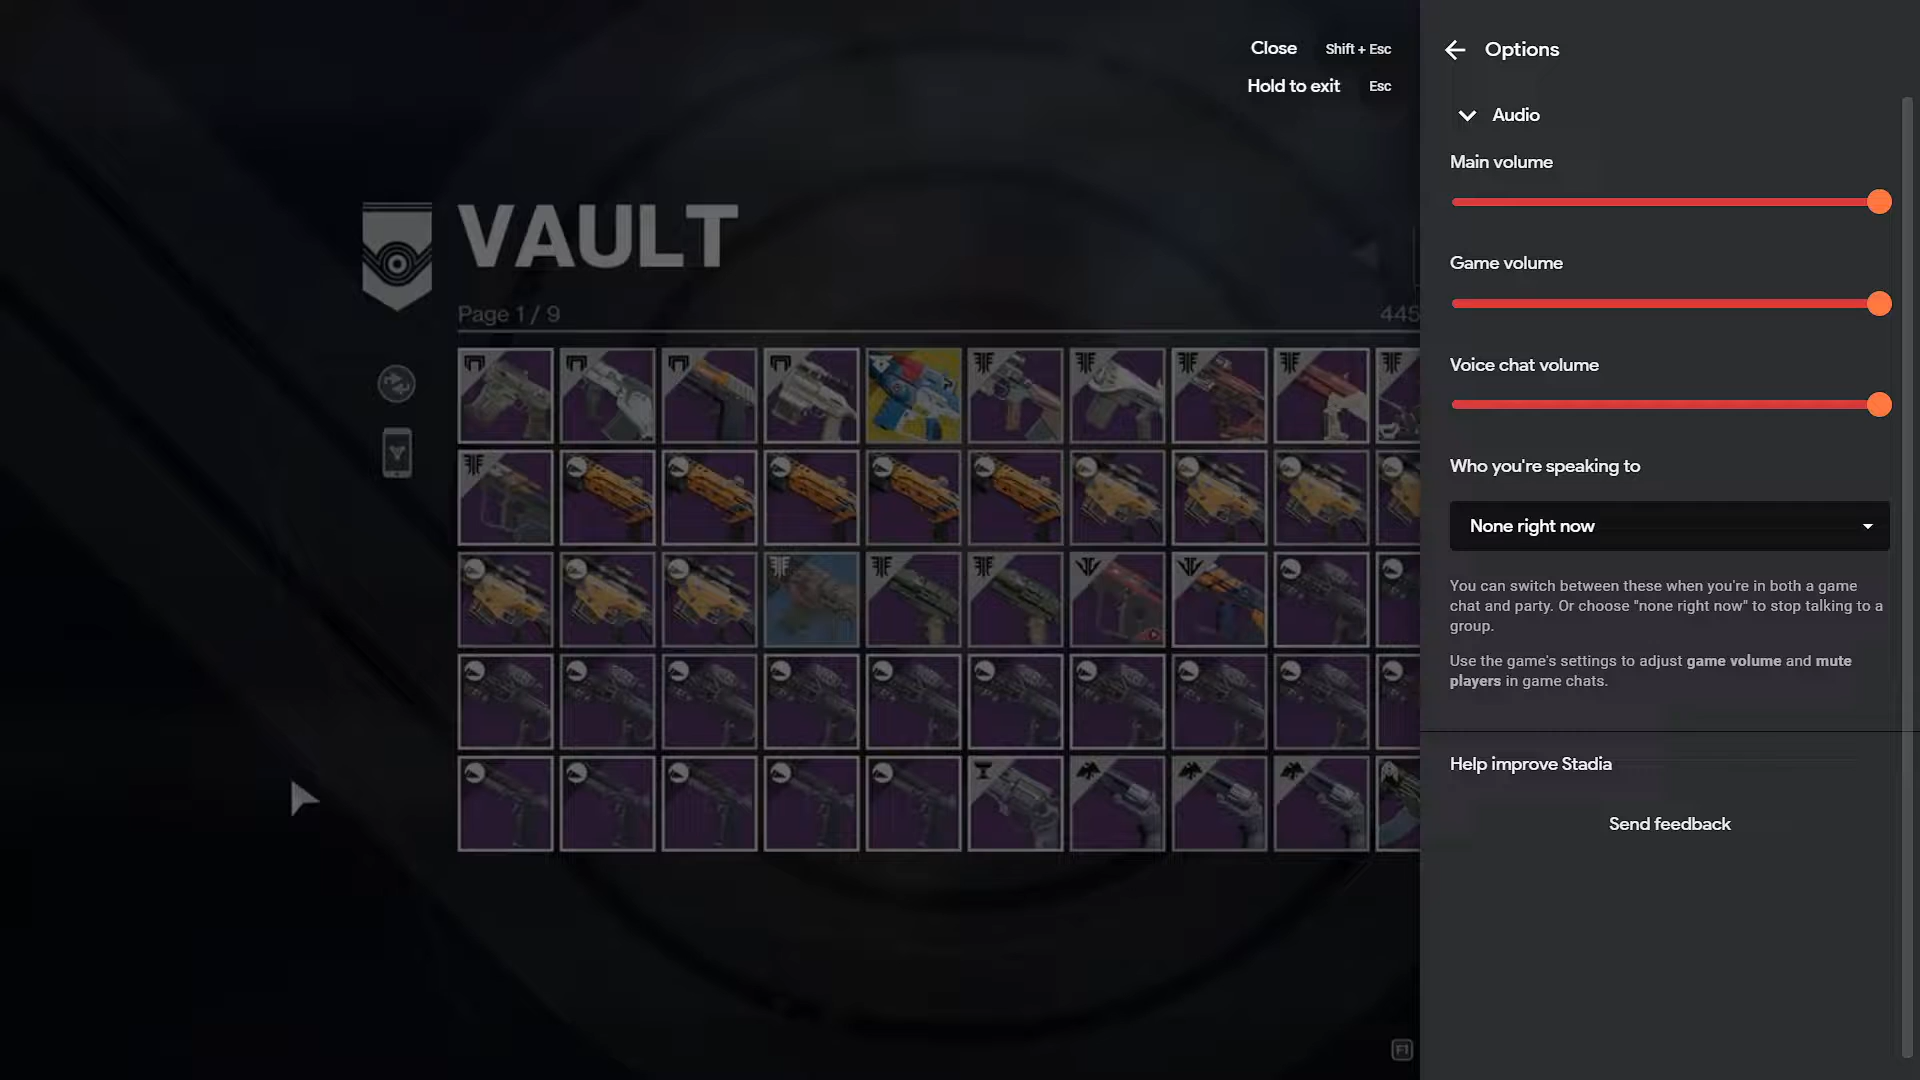 Close Shift + Esc
Hold to exit Esc
VAULT
Page 1 / 9
445
Options
Audio
Main volume
Game volume
Voice chat volume
Who you're speaking to
None right now
You can switch between these when you're in both a game
chat and party. Or choose "none right now" to stop talking to a
group.
Use the game's settings to adjust game volume and mute
players in game chats.
Help improve Stadia
Send feedback
F1